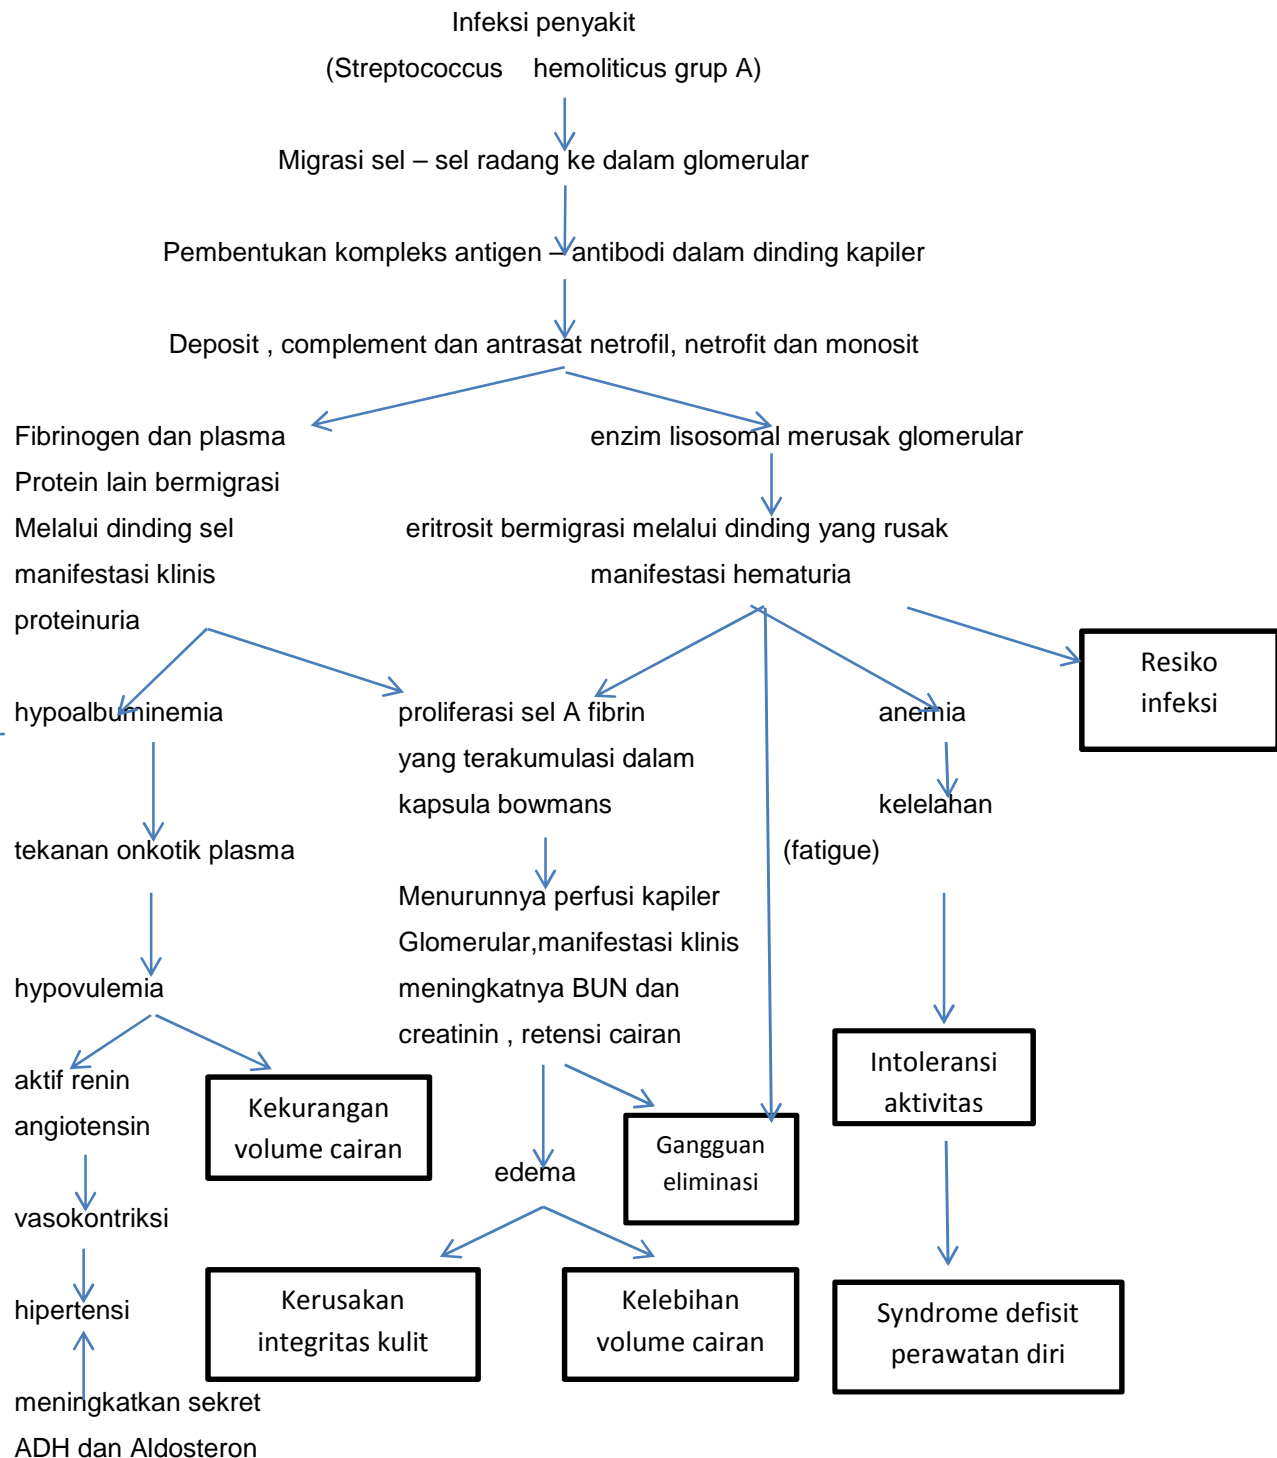 Infeksi penyakit
(Streptococcus hemoliticus grup A)
Migrasi sel – sel radang ke dalam glomerular
Pembentukan kompleks antigen – antibodi dalam dinding kapiler
Deposit , complement dan antrasat netrofil, netrofit dan monosit
Fibrinogen dan plasma
Protein lain bermigrasi
Melalui dinding sel
manifestasi klinis
proteinuria
enzim lisosomal merusak glomerular
eritrosit bermigrasi melalui dinding yang rusak
manifestasi hematuria
Resiko
infeksi
hypoalbuminemia
tekanan onkotik plasma
hypovulemia
aktif renin
angiotensin
vasokontriksi
hipertensi
meningkatkan sekret
ADH dan Aldosteron
Kekurangan
volume cairan
proliferasi sel A fibrin
yang terakumulasi dalam
kapsula bowmans
Menurunnya perfusi kapiler
Glomerular,manifestasi klinis
meningkatnya BUN dan
creatinin , retensi cairan
edema
Gangguan
eliminasi
Kerusakan
integritas kulit
Kelebihan
volume cairan
anemia
kelelahan
(fatigue)
Intoleransi
aktivitas
Syndrome defisit
perawatan diri